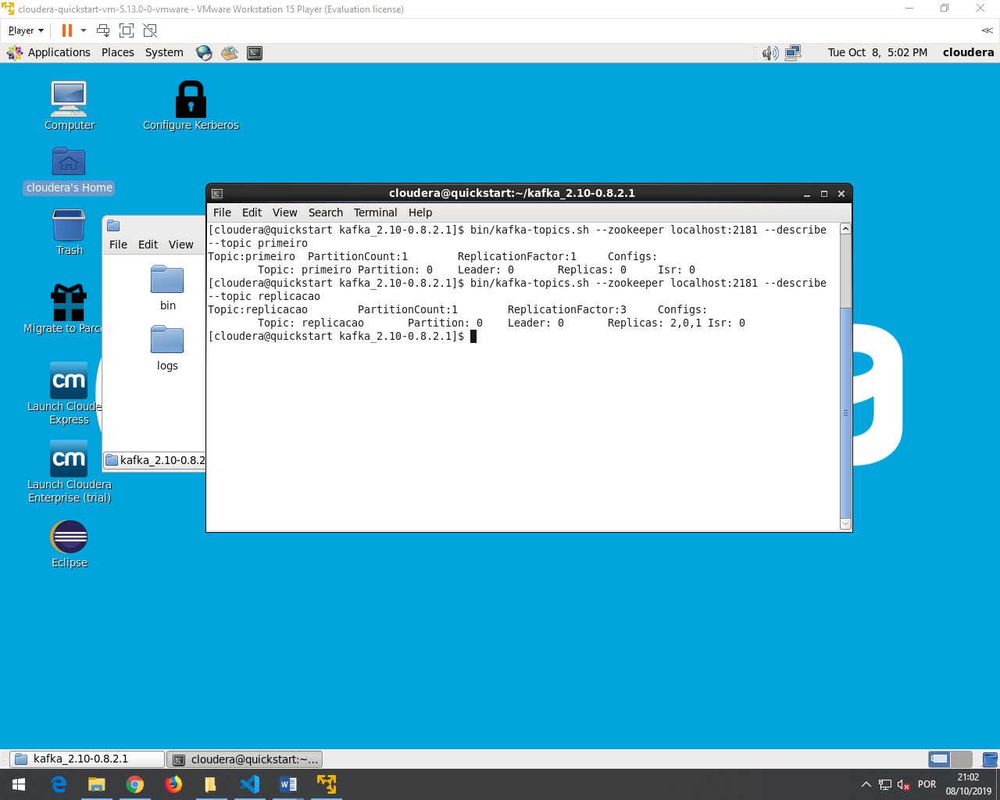 cloudera-quickstart-vm-5.13.0-0-vmware - VMware Workstation 15 Player (Evaluation license)
Player
Applications Places System
Tue Oct 8, 5:02 PM cloudera
Computer
Configure Kerberos
cloudera's Home
Trash
Migrate to Parc
cm
Launch Cloude
Express
cm
Launch Cloudera
Enterprise (trial)
Eclipse
File Edit View
bin
logs
kafka_2.10-0.8.2
cloudera@quickstart:~/kafka_2.10-0.8.2.1
File Edit View Search Terminal Help
[cloudera@quickstart kafka_2.10-0.8.2.1]$ bin/kafka-topics.sh --zookeeper localhost:2181 --describe
--topic primeiro
Topic:primeiro PartitionCount:1 ReplicationFactor:1 Configs:
Topic: primeiro Partition: 0 Leader: 0 Replicas: 0 Isr: 0
[cloudera@quickstart kafka_2.10-0.8.2.1]$ bin/kafka-topics.sh --zookeeper localhost:2181 --describe
--topic replicacao
Topic:replicacao PartitionCount:1 ReplicationFactor:3 Configs:
Topic: replicacao Partition: 0 Leader: 0 Replicas: 2,0,1 Isr: 0
[cloudera@quickstart kafka_2.10-0.8.2.1]$
kafka_2.10-0.8.2.1
cloudera@quickstart:~...
POR
21:02
08/10/2019